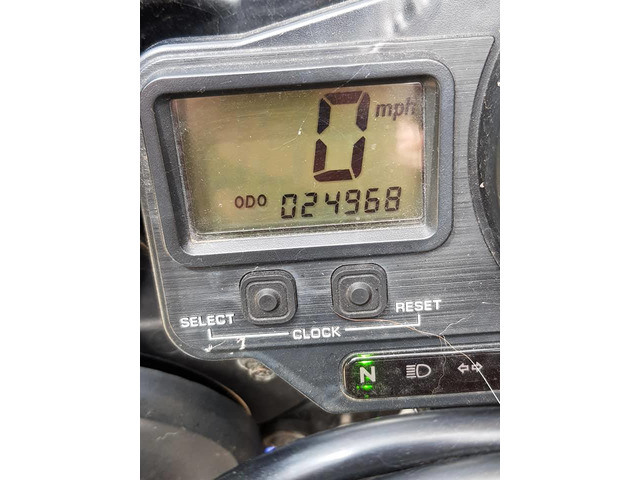 0 mph
ODO 024968
SELECT RESET
CLOCK
N